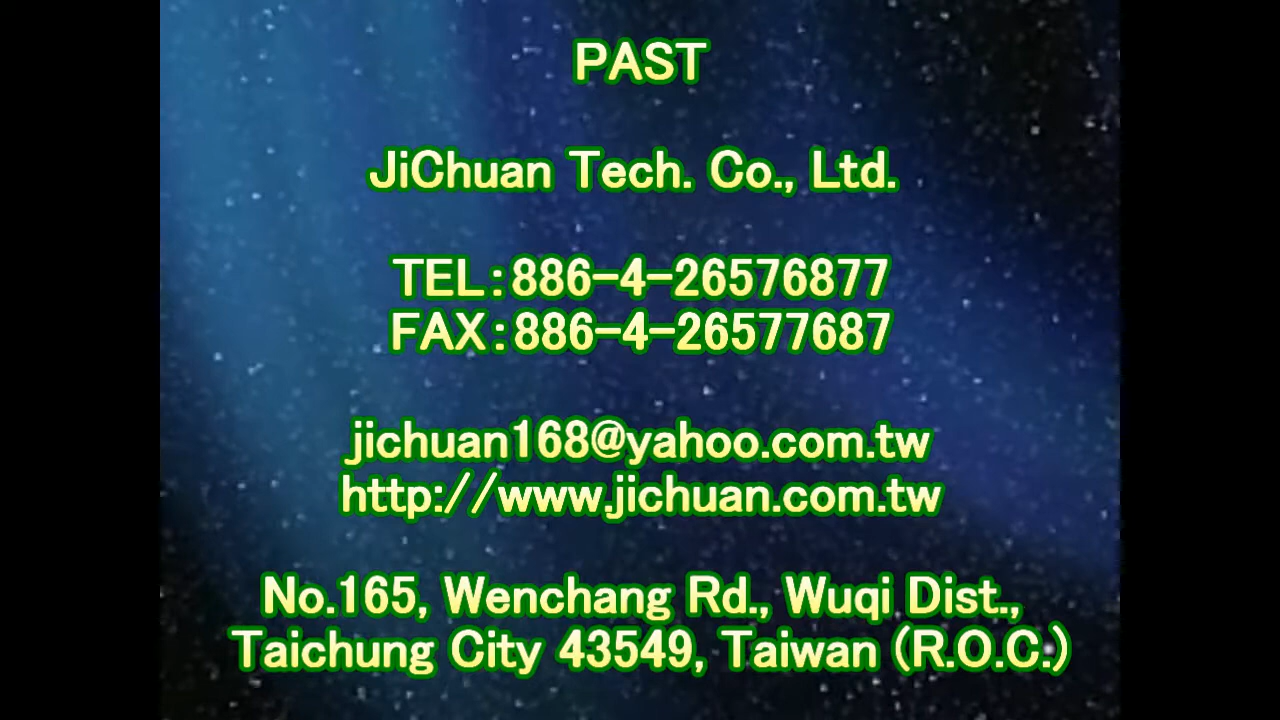 PAST
JiChuan Tech. Co., Ltd.
TEL:886-4-26576877
FAX:886-4-26577687
jichuan168@yahoo.com.tw
http://www.jichuan.com.tw
No.165, Wenchang Rd., Wuqi Dist.,
Taichung City 43549, Taiwan (R.O.C.)